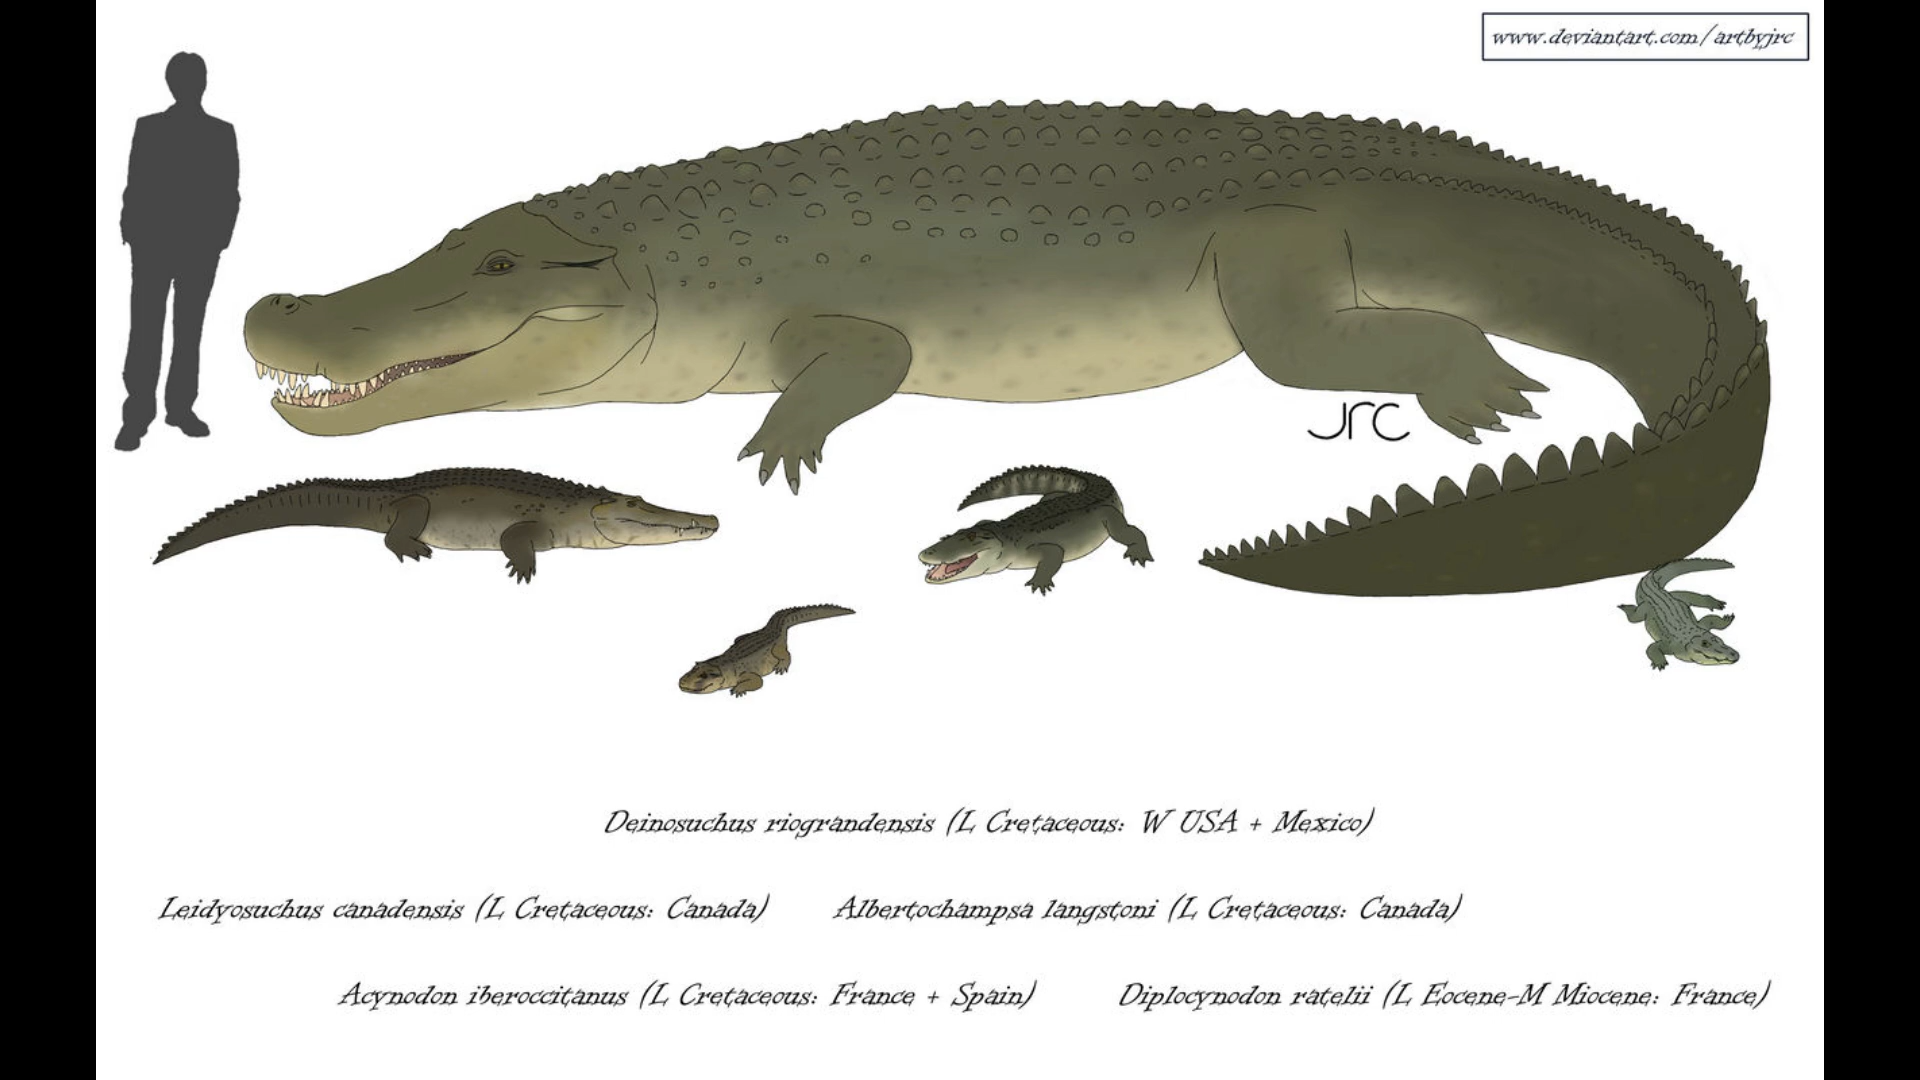 www.deviantart.com/artbyjrc
jrc
Deinosuchus riograndensis (L Cretaceous: W USA + Mexico)
Leidyosuchus canadensis (L Cretaceous: Canada) Albertochampsa langstoni (L Cretaceous: Canada)
Acynodon iberoccitanus (L Cretaceous: France + Spain) Diplocynodon ratelii (L Eocene-M Miocene: France)